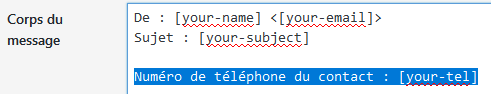 Corps du
message
De : [your-name] <[your-email]>
Sujet : [your-subject]
Numéro de téléphone du contact : [your-tel]